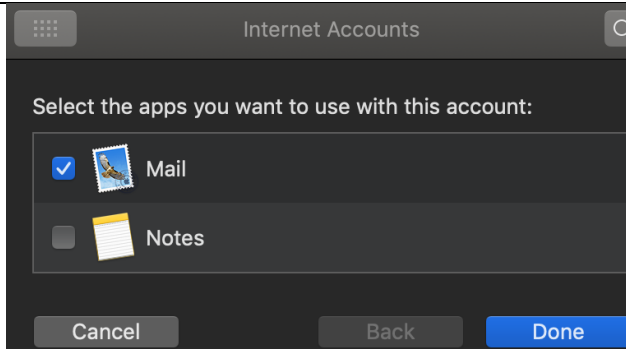 Internet Accounts
Select the apps you want to use with this account:
Mail
Notes
Cancel Back Done